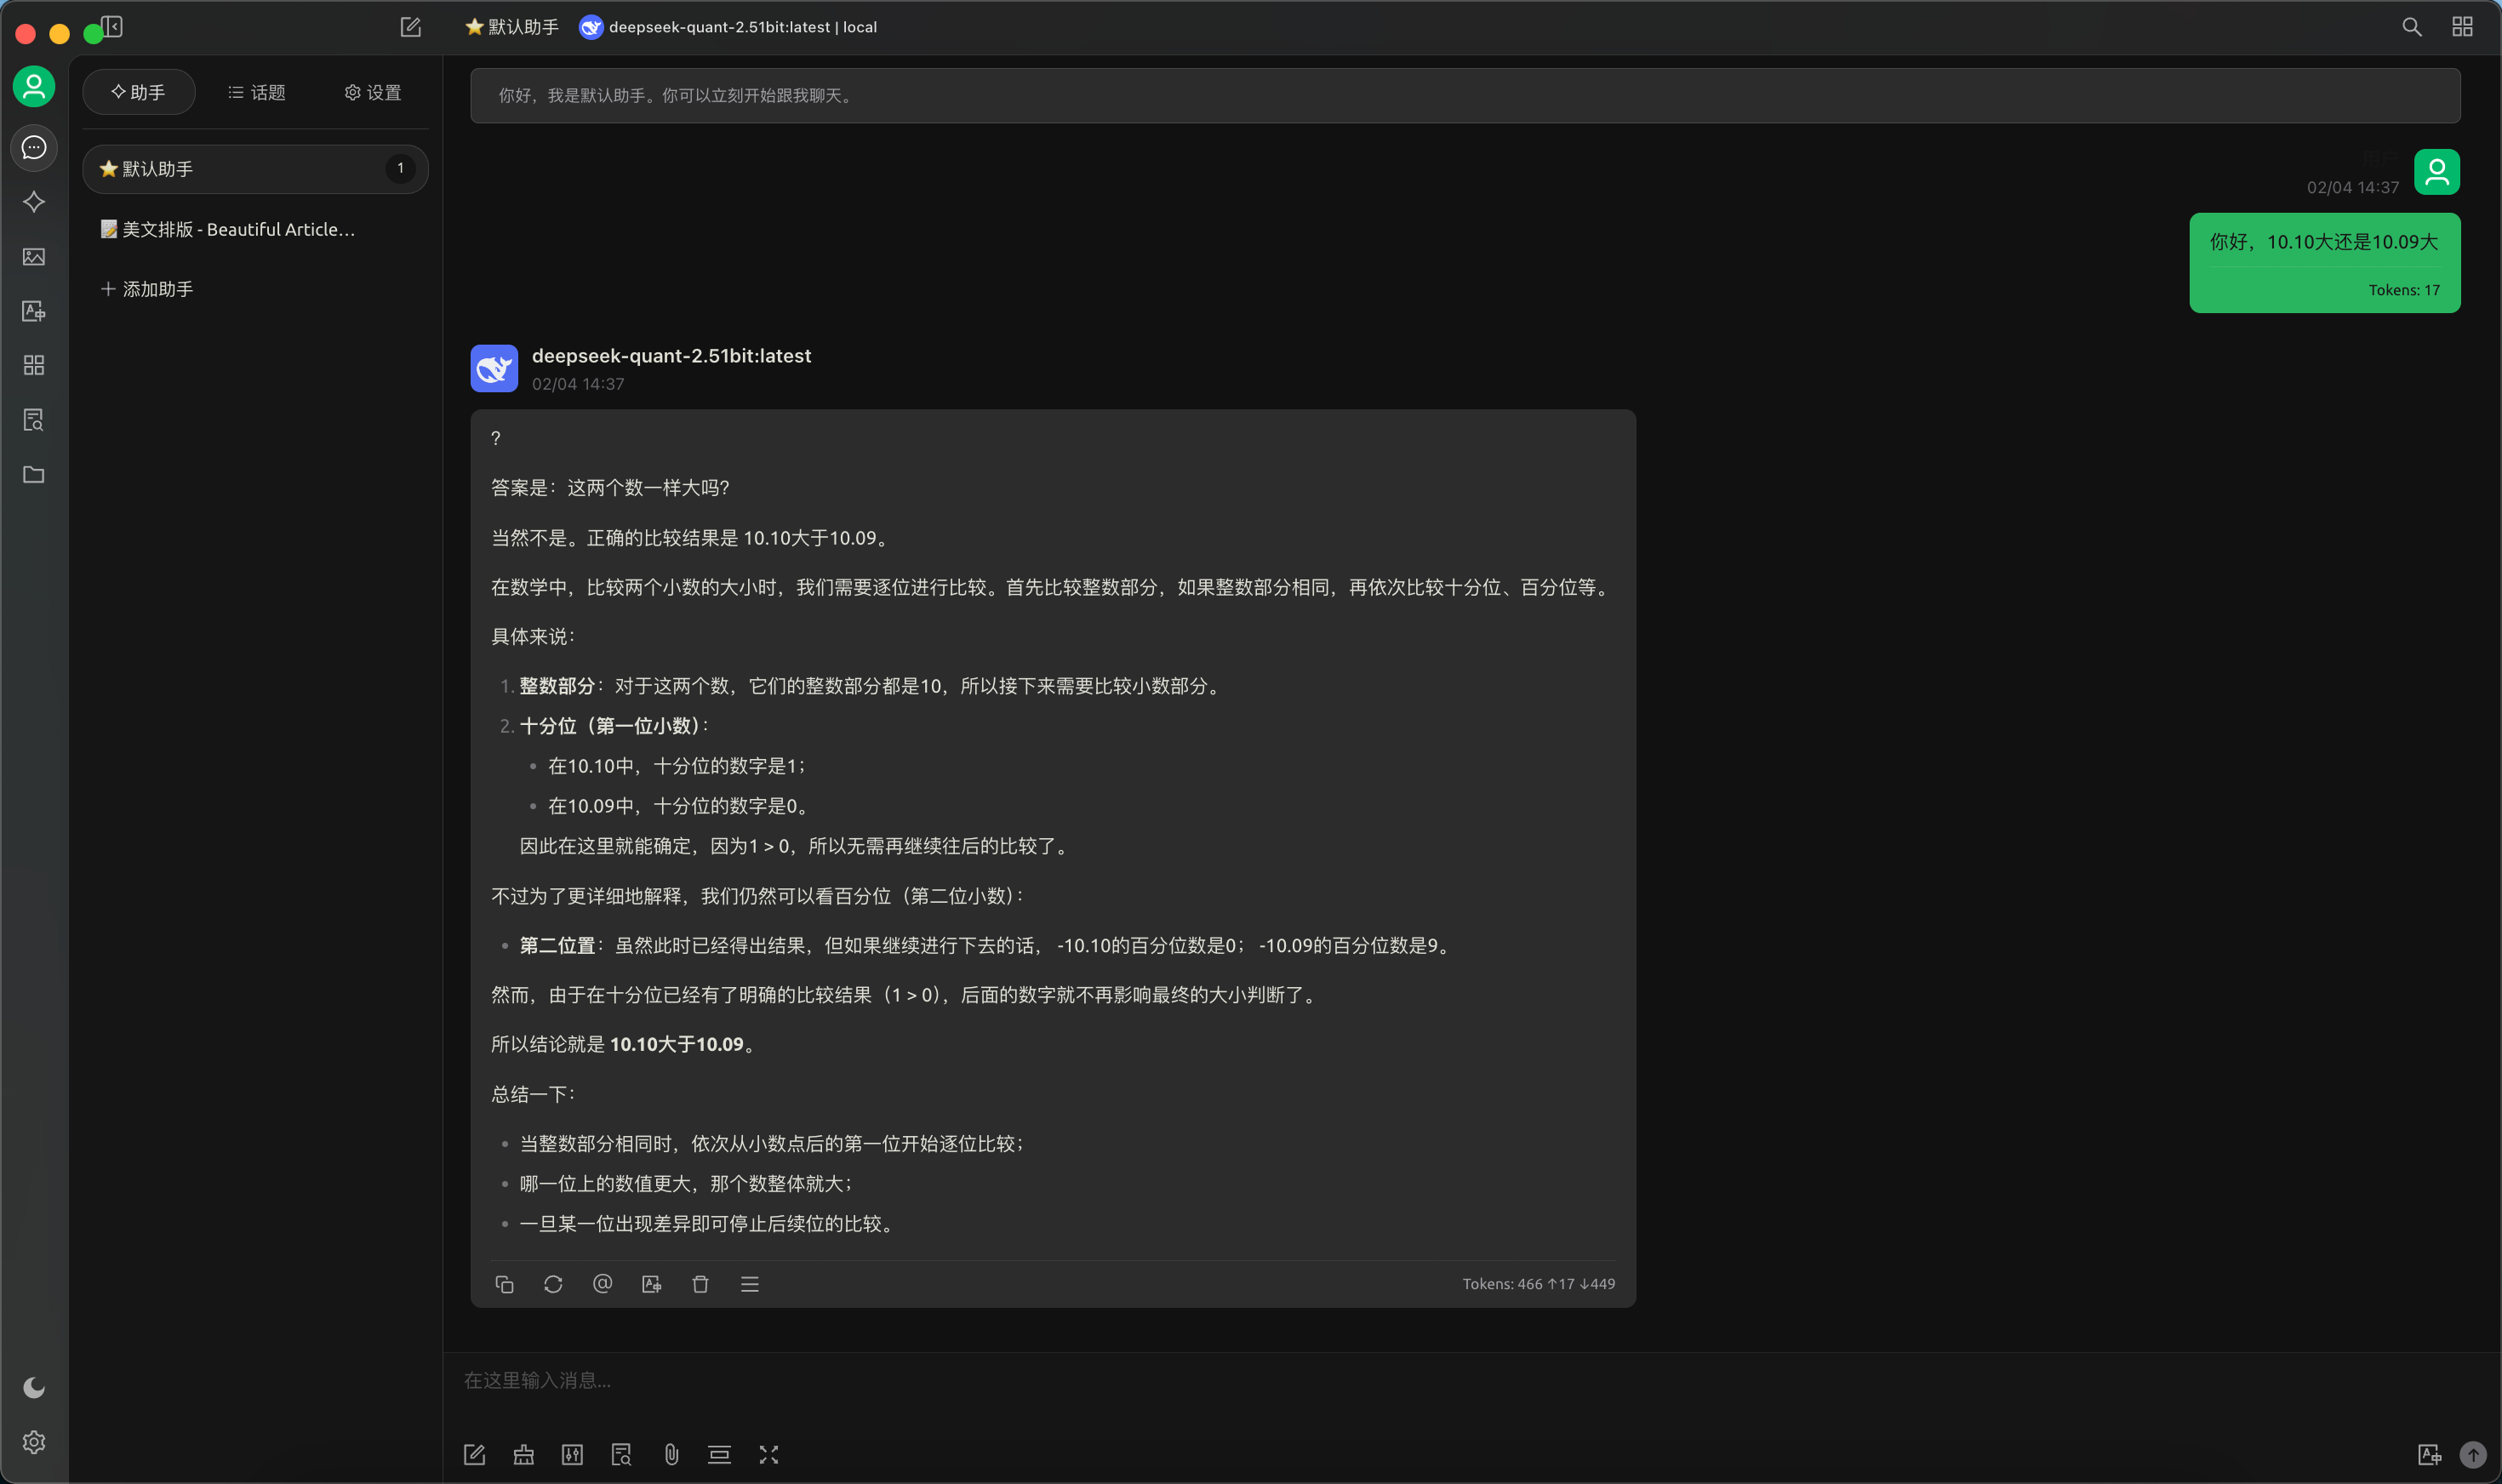 ⭐ 默认助手 deepseek-quant-2.51bit:latest | local
助手 话题 设置
⭐ 默认助手 1
📝 美文排版 - Beautiful Article...
+ 添加助手
你好，我是默认助手。你可以立刻开始跟我聊天。
用户
02/04 14:37
你好，10.10大还是10.09大
Tokens: 17
deepseek-quant-2.51bit:latest
02/04 14:37
?
答案是：这两个数一样大吗?
当然不是。正确的比较结果是 10.10大于10.09。
在数学中，比较两个小数的大小时，我们需要逐位进行比较。首先比较整数部分，如果整数部分相同，再依次比较十分位、百分位等。
具体来说：
1. 整数部分：对于这两个数，它们的整数部分都是10，所以接下来需要比较小数部分。
2. 十分位（第一位小数）：
• 在10.10中，十分位的数字是1；
• 在10.09中，十分位的数字是0。
因此在这里就能确定，因为1 > 0，所以无需再继续往后的比较了。
不过为了更详细地解释，我们仍然可以看百分位（第二位小数）：
• 第二位置：虽然此时已经得出结果，但如果继续进行下去的话， -10.10的百分位数是0； -10.09的百分位数是9。
然而，由于在十分位已经有了明确的比较结果（1 > 0），后面的数字就不再影响最终的大小判断了。
所以结论就是 10.10大于10.09。
总结一下：
• 当整数部分相同时，依次从小数点后的第一位开始逐位比较；
• 哪一位上的数值更大，那个数整体就大；
• 一旦某一位出现差异即可停止后续位的比较。
Tokens: 466 ↑17 ↓449
在这里输入消息...